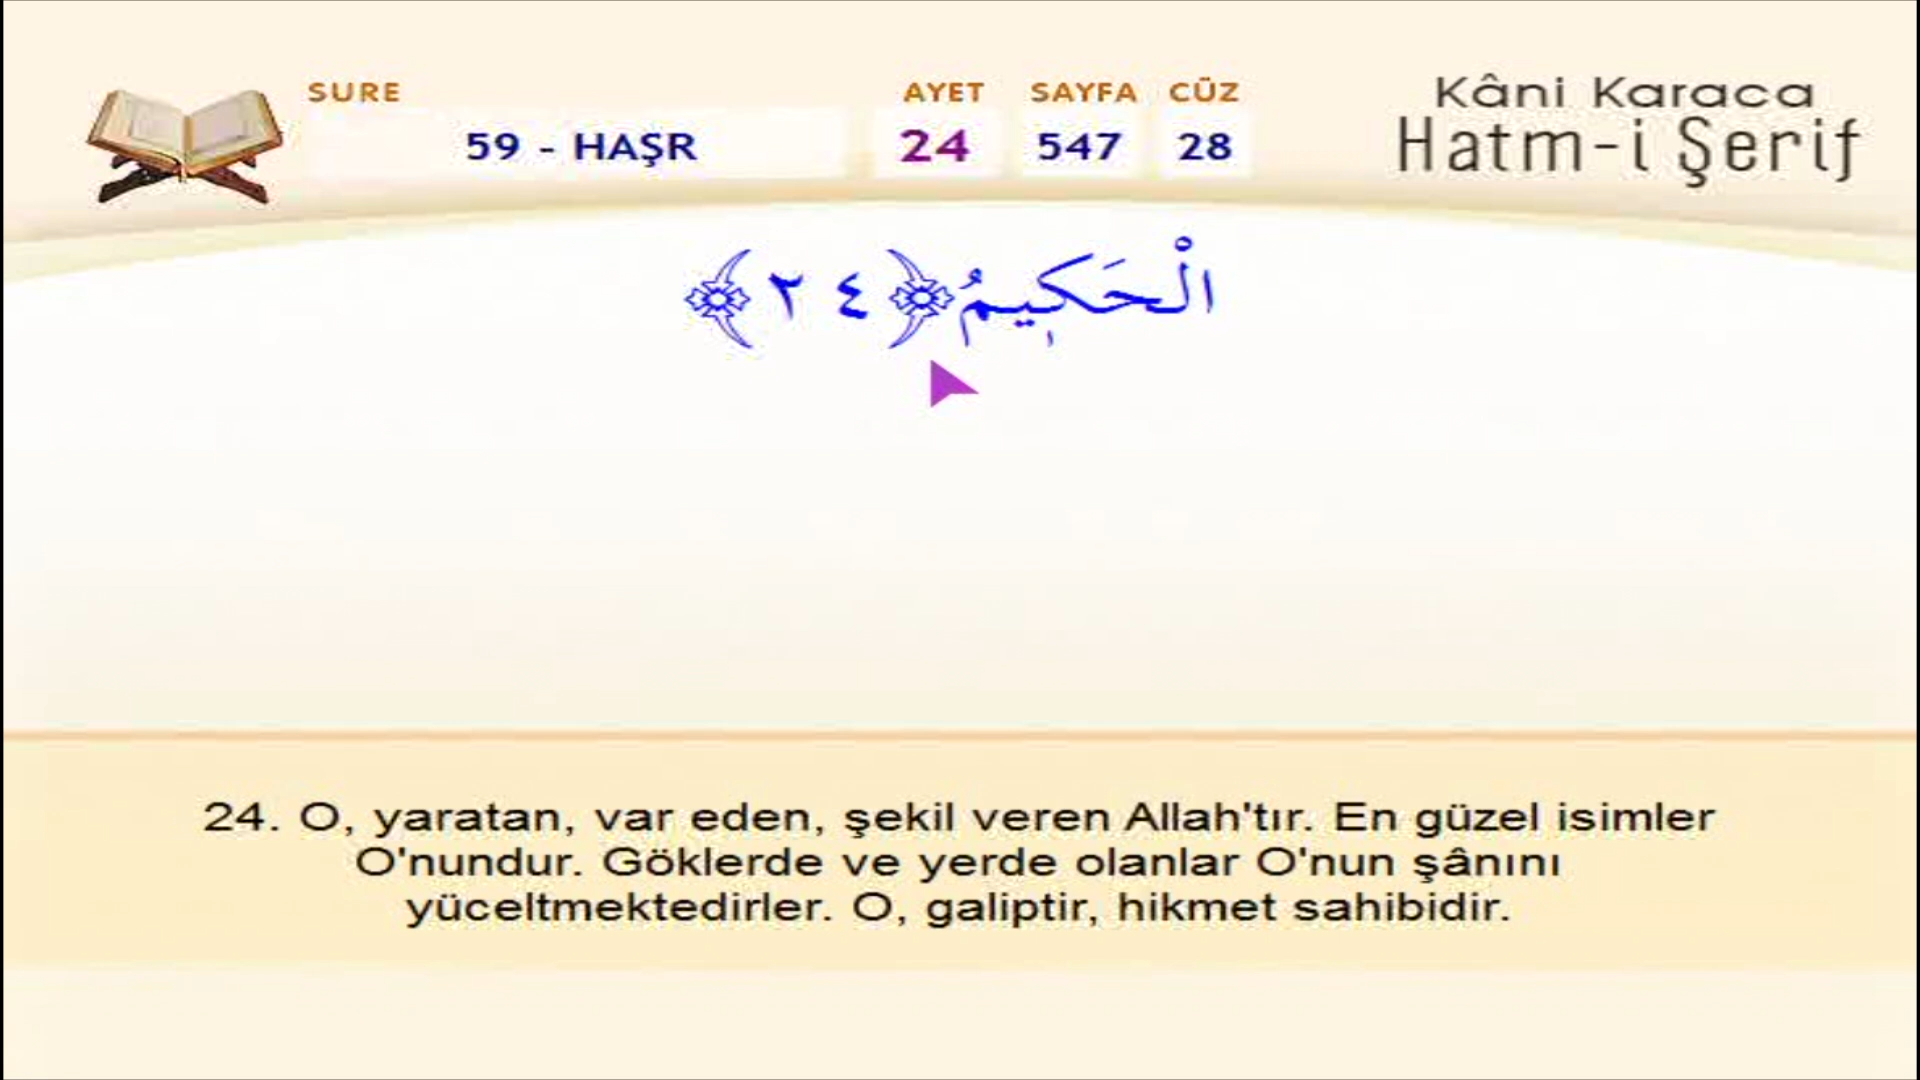 SURE AYET SAYFA CÜZ
59 - HAŞR 24 547 28
Kâni Karaca
Hatm-i Şerif
الْحَكٖيمُ ﴿٢٤﴾
24. O, yaratan, var eden, şekil veren Allah'tır. En güzel isimler
O'nundur. Göklerde ve yerde olanlar O'nun şânını
yüceltmektedirler. O, galiptir, hikmet sahibidir.